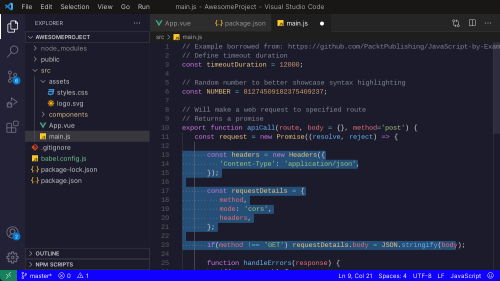 File Edit Selection View Go Run
main.js - AwesomeProject - Visual Studio Code
EXPLORER
App.vue
package.json
main.js
AWESOMEPROJECT
node_modules
public
src
assets
styles.css
logo.svg
components
App.vue
main.js
.gitignore
babel.config.js
package-lock.json
package.json
OUTLINE
NPM SCRIPTS
src > main.js
1 // Example borrowed from: https://github.com/PacktPublishing/JavaScript-by-Exam
2 // Define timeout duration
3 const timeoutDuration = 12000;
4
5 // Random number to better showcase syntax highlighting
6 const NUMBER = 81274569182375409237;
7
8 // Will make a web request to specified route
9 // Returns a promise
10 export function apiCall(route, body = {}, method='post') {
11 const request = new Promise((resolve, reject) => {
12
13 const headers = new Headers({
14 'Content-Type': 'application/json',
15 });
16
17 const requestDetails = {
18 method,
19 mode: 'cors',
20 headers,
21 };
22
23 if(method !== 'GET') requestDetails.body = JSON.stringify(body);
24
25 function handleErrors(response) {
main* 0 1
Ln 9, Col 21 Spaces: 4 UTF-8 LF JavaScript